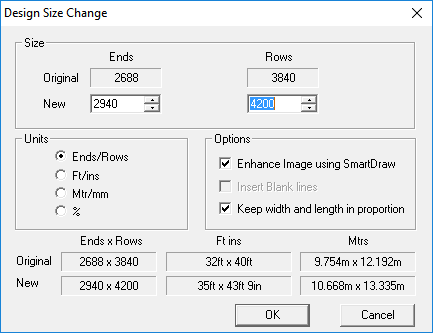 Design Size Change
Size
Ends Rows
Original 2688 3840
New 2940 4200
Units
Ends/Rows
Ft/ins
Mtr/mm
%
Options
Enhance Image using SmartDraw
Insert Blank lines
Keep width and length in proportion
Ends x Rows Ft ins Mtrs
Original 2688 x 3840 32ft x 40ft 9.754m x 12.192m
New 2940 x 4200 35ft x 43ft 9in 10.668m x 13.335m
OK Cancel